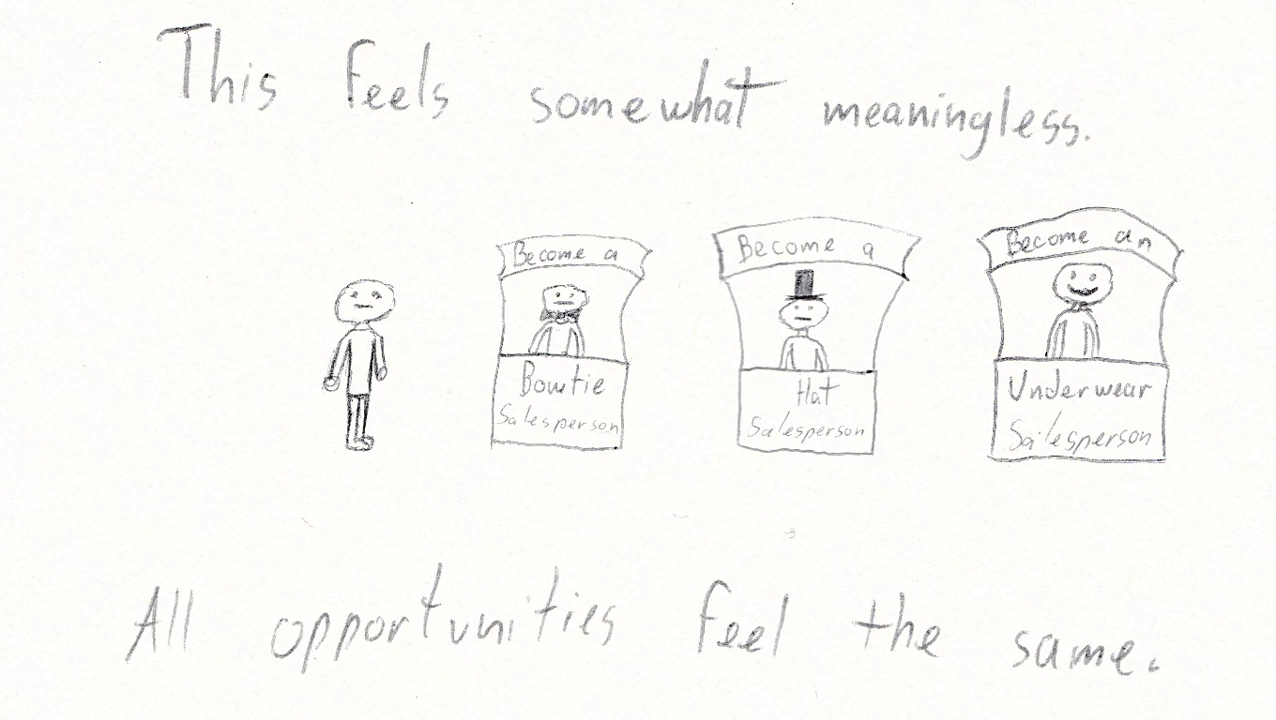 This feels somewhat meaningless.
Become a
Bowtie
Salesperson
Become a
Hat
Salesperson
Become an
Underwear
Salesperson
All opportunities feel the same.